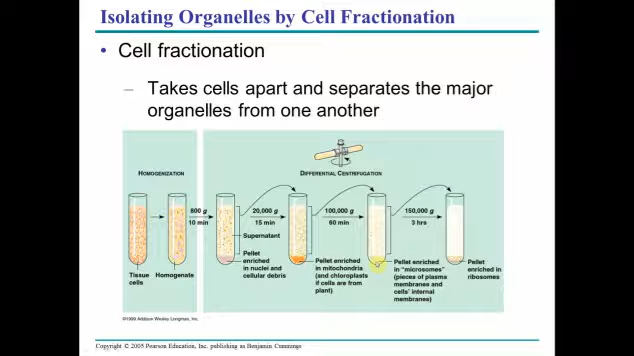 Isolating Organelles by Cell Fractionation
• Cell fractionation
– Takes cells apart and separates the major
organelles from one another
HOMOGENIZATION
DIFFERENTIAL CENTRIFUGATION
800 g
10 min
20,000 g
15 min
100,000 g
60 min
150,000 g
3 hrs
Tissue
cells
Homogenate
Supernatant
Pellet
enriched
in nuclei and
cellular debris
Pellet enriched
in mitochondria
(and chloroplasts
if cells are from
plant)
Pellet enriched
in “microsomes”
(pieces of plasma
membranes and
cells’ internal
membranes)
Pellet
enriched in
ribosomes
©1999 Addison Wesley Longman, Inc.
Copyright © 2005 Pearson Education, Inc. publishing as Benjamin Cummings